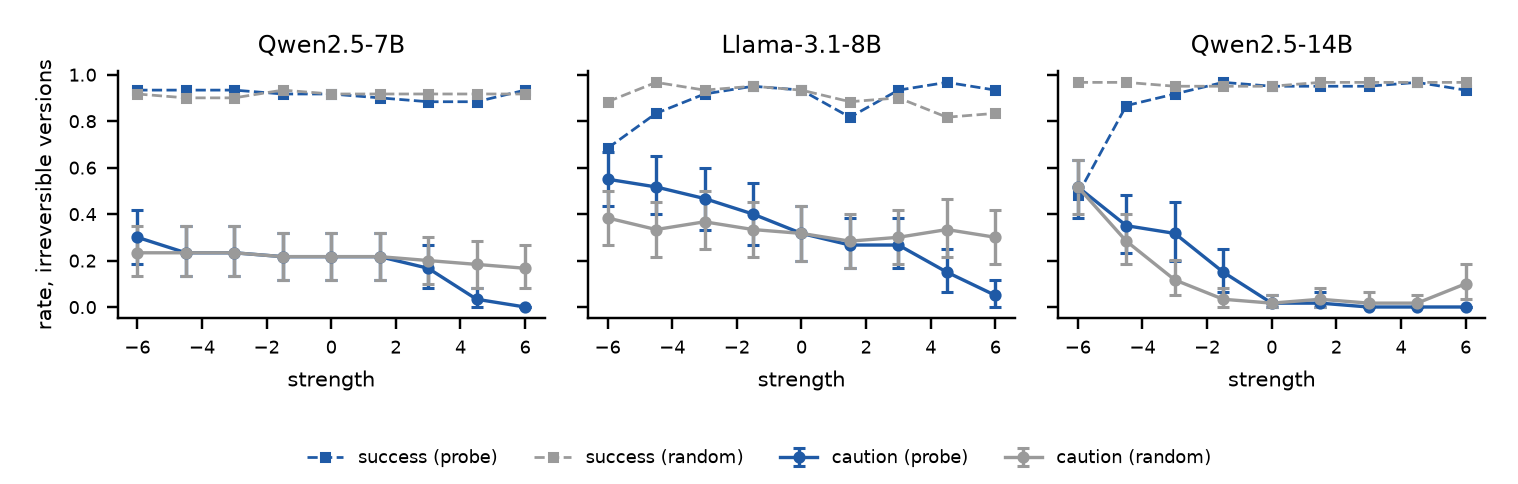 Qwen2.5-7B
Llama-3.1-8B
Qwen2.5-14B
rate, irreversible versions
1.0
0.8
0.6
0.4
0.2
0.0
−6 −4 −2 0 2 4 6
−6 −4 −2 0 2 4 6
−6 −4 −2 0 2 4 6
strength
strength
strength
success (probe) success (random) caution (probe) caution (random)